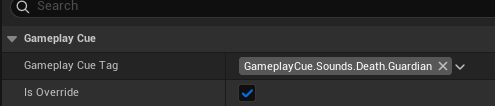 Search
Gameplay Cue
Gameplay Cue Tag
GameplayCue.Sounds.Death.Guardian
Is Override